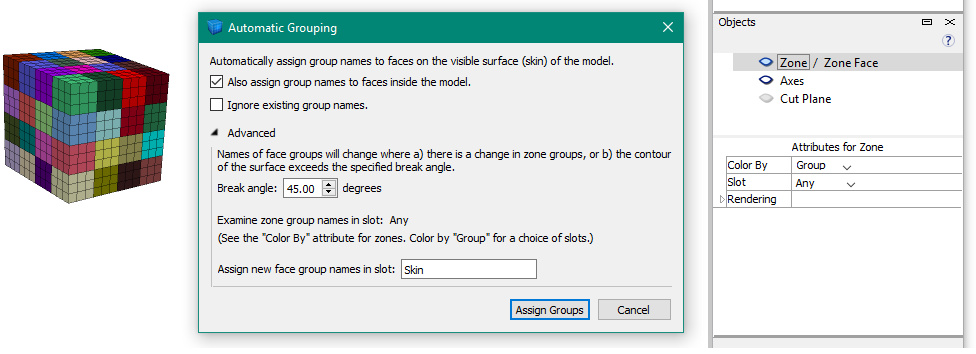 Automatic Grouping
Automatically assign group names to faces on the visible surface (skin) of the model.
Also assign group names to faces inside the model.
Ignore existing group names.
Advanced
Names of face groups will change where a) there is a change in zone groups, or b) the contour
of the surface exceeds the specified break angle.
Break angle: 45.00 degrees
Examine zone group names in slot: Any
(See the "Color By" attribute for zones. Color by "Group" for a choice of slots.)
Assign new face group names in slot: Skin
Assign Groups Cancel
Objects
?
Zone / Zone Face
Axes
Cut Plane
Attributes for Zone
Color By Group
Slot Any
Rendering